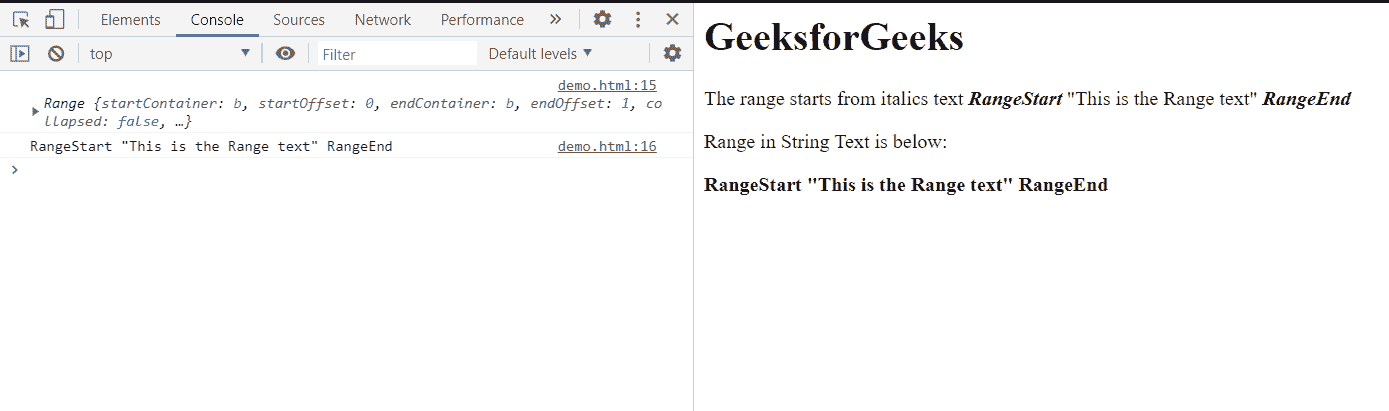 Elements Console Sources Network Performance »
top Filter Default levels
demo.html:15
Range {startContainer: b, startOffset: 0, endContainer: b, endOffset: 1, co
llapsed: false, …}
RangeStart "This is the Range text" RangeEnd demo.html:16
GeeksforGeeks
The range starts from italics text RangeStart "This is the Range text" RangeEnd
Range in String Text is below:
RangeStart "This is the Range text" RangeEnd